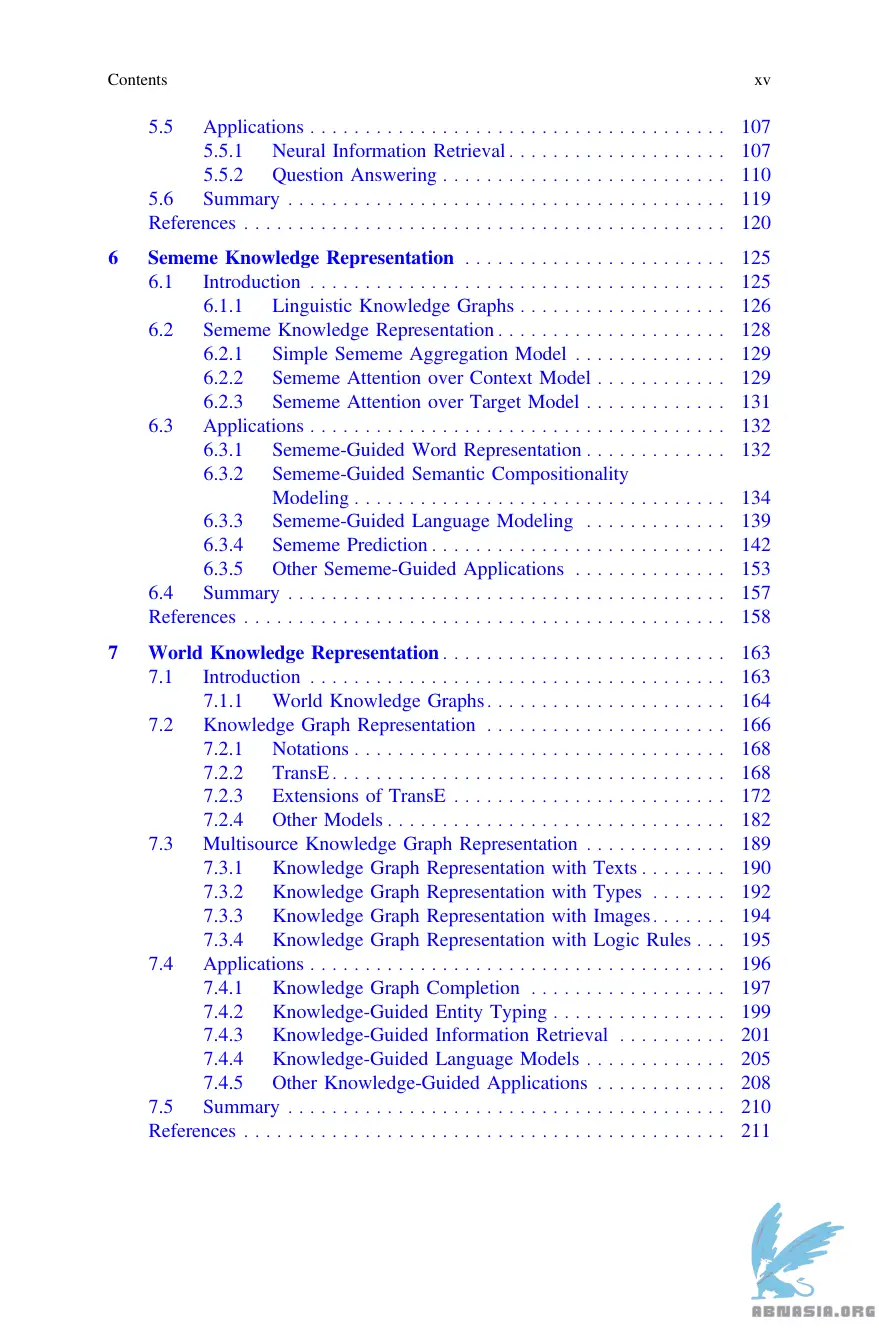 Contents xv
5.5 Applications . . . . . . . . . . . . . . . . . . . . . . . . . . . . . . . . . . . . . . 107
5.5.1 Neural Information Retrieval . . . . . . . . . . . . . . . . . . . . 107
5.5.2 Question Answering . . . . . . . . . . . . . . . . . . . . . . . . . . 110
5.6 Summary . . . . . . . . . . . . . . . . . . . . . . . . . . . . . . . . . . . . . . . . 119
References . . . . . . . . . . . . . . . . . . . . . . . . . . . . . . . . . . . . . . . . . . . . 120
6 Sememe Knowledge Representation . . . . . . . . . . . . . . . . . . . . . . . . 125
6.1 Introduction . . . . . . . . . . . . . . . . . . . . . . . . . . . . . . . . . . . . . . 125
6.1.1 Linguistic Knowledge Graphs . . . . . . . . . . . . . . . . . . . 126
6.2 Sememe Knowledge Representation . . . . . . . . . . . . . . . . . . . . . 128
6.2.1 Simple Sememe Aggregation Model . . . . . . . . . . . . . . 129
6.2.2 Sememe Attention over Context Model . . . . . . . . . . . . 129
6.2.3 Sememe Attention over Target Model . . . . . . . . . . . . . 131
6.3 Applications . . . . . . . . . . . . . . . . . . . . . . . . . . . . . . . . . . . . . . 132
6.3.1 Sememe-Guided Word Representation . . . . . . . . . . . . . 132
6.3.2 Sememe-Guided Semantic Compositionality
Modeling . . . . . . . . . . . . . . . . . . . . . . . . . . . . . . . . . . 134
6.3.3 Sememe-Guided Language Modeling . . . . . . . . . . . . . 139
6.3.4 Sememe Prediction . . . . . . . . . . . . . . . . . . . . . . . . . . . 142
6.3.5 Other Sememe-Guided Applications . . . . . . . . . . . . . . 153
6.4 Summary . . . . . . . . . . . . . . . . . . . . . . . . . . . . . . . . . . . . . . . . 157
References . . . . . . . . . . . . . . . . . . . . . . . . . . . . . . . . . . . . . . . . . . . . 158
7 World Knowledge Representation . . . . . . . . . . . . . . . . . . . . . . . . . . 163
7.1 Introduction . . . . . . . . . . . . . . . . . . . . . . . . . . . . . . . . . . . . . . 163
7.1.1 World Knowledge Graphs . . . . . . . . . . . . . . . . . . . . . . 164
7.2 Knowledge Graph Representation . . . . . . . . . . . . . . . . . . . . . . 166
7.2.1 Notations . . . . . . . . . . . . . . . . . . . . . . . . . . . . . . . . . . 168
7.2.2 TransE . . . . . . . . . . . . . . . . . . . . . . . . . . . . . . . . . . . . 168
7.2.3 Extensions of TransE . . . . . . . . . . . . . . . . . . . . . . . . . 172
7.2.4 Other Models . . . . . . . . . . . . . . . . . . . . . . . . . . . . . . . 182
7.3 Multisource Knowledge Graph Representation . . . . . . . . . . . . . 189
7.3.1 Knowledge Graph Representation with Texts . . . . . . . . 190
7.3.2 Knowledge Graph Representation with Types . . . . . . . 192
7.3.3 Knowledge Graph Representation with Images . . . . . . . 194
7.3.4 Knowledge Graph Representation with Logic Rules . . . 195
7.4 Applications . . . . . . . . . . . . . . . . . . . . . . . . . . . . . . . . . . . . . . 196
7.4.1 Knowledge Graph Completion . . . . . . . . . . . . . . . . . . 197
7.4.2 Knowledge-Guided Entity Typing . . . . . . . . . . . . . . . . 199
7.4.3 Knowledge-Guided Information Retrieval . . . . . . . . . . 201
7.4.4 Knowledge-Guided Language Models . . . . . . . . . . . . . 205
7.4.5 Other Knowledge-Guided Applications . . . . . . . . . . . . 208
7.5 Summary . . . . . . . . . . . . . . . . . . . . . . . . . . . . . . . . . . . . . . . . 210
References . . . . . . . . . . . . . . . . . . . . . . . . . . . . . . . . . . . . . . . . . . . . 211
ABNASIA.ORG